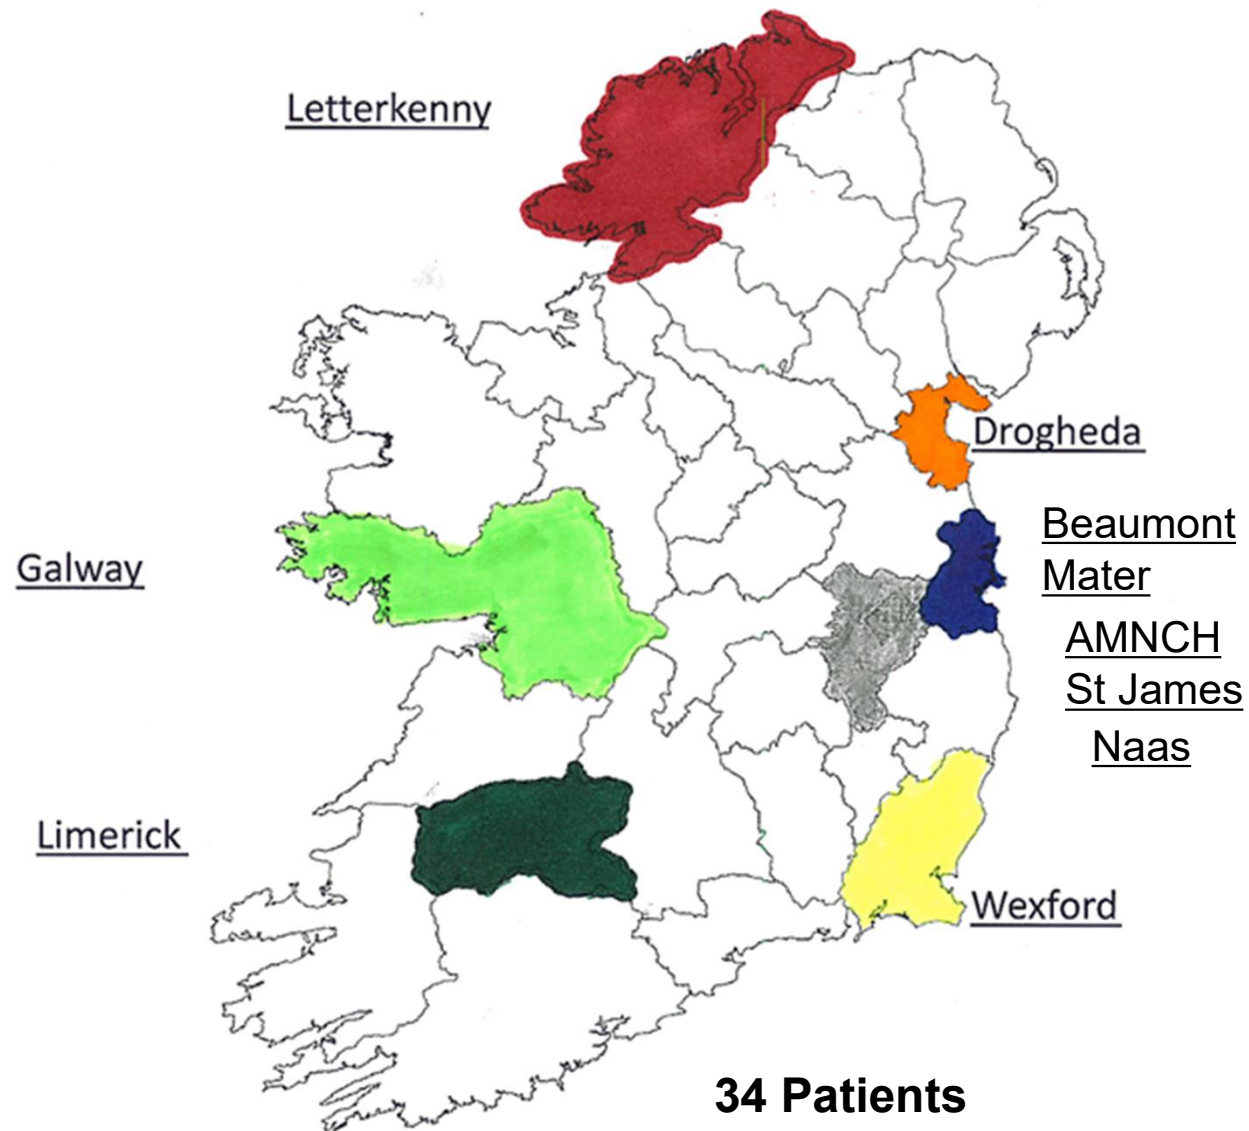 Letterkenny
Drogheda
Beaumont
Mater
Galway
AMNCH
St James
Naas
Limerick
Wexford
34 Patients